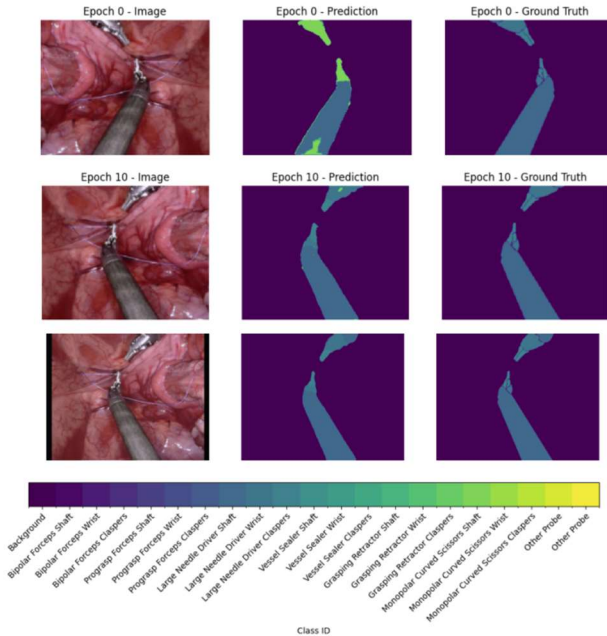 Epoch 0 - Image
Epoch 0 - Prediction
Epoch 0 - Ground Truth
Epoch 10 - Image
Epoch 10 - Prediction
Epoch 10 - Ground Truth
Background
Bipolar Forceps Shaft
Bipolar Forceps Wrist
Bipolar Forceps Claspers
Prograsp Forceps Shaft
Prograsp Forceps Wrist
Prograsp Forceps Claspers
Large Needle Driver Shaft
Large Needle Driver Wrist
Large Needle Driver Claspers
Vessel Sealer Shaft
Vessel Sealer Wrist
Vessel Sealer Claspers
Grasping Retractor Shaft
Grasping Retractor Wrist
Grasping Retractor Claspers
Monopolar Curved Scissors Shaft
Monopolar Curved Scissors Wrist
Monopolar Curved Scissors Claspers
Other Probe
Other Probe
Class ID